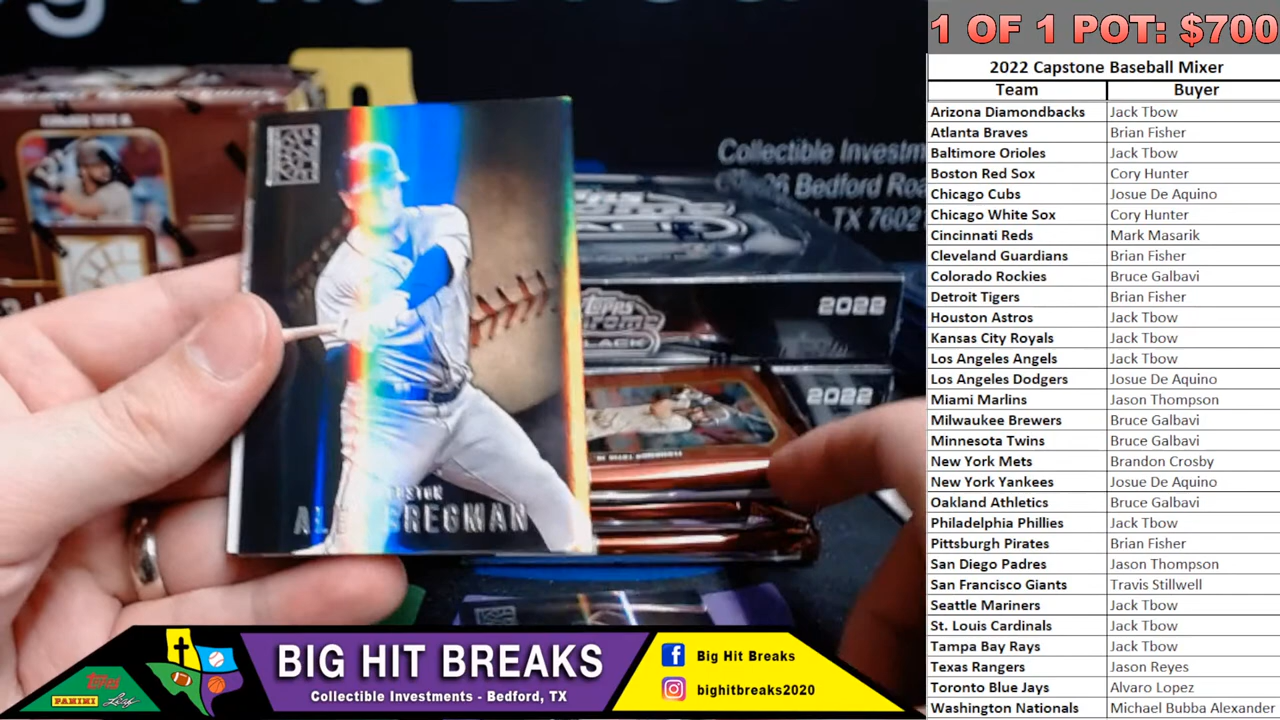 1 OF 1 POT: $700
2022 Capstone Baseball Mixer
Team Buyer
Arizona Diamondbacks Jack Tbow
Atlanta Braves Brian Fisher
Baltimore Orioles Jack Tbow
Boston Red Sox Cory Hunter
Chicago Cubs Josue De Aquino
Chicago White Sox Cory Hunter
Cincinnati Reds Mark Masarik
Cleveland Guardians Brian Fisher
Colorado Rockies Bruce Galbavi
Detroit Tigers Brian Fisher
Houston Astros Jack Tbow
Kansas City Royals Jack Tbow
Los Angeles Angels Jack Tbow
Los Angeles Dodgers Josue De Aquino
Miami Marlins Jason Thompson
Milwaukee Brewers Bruce Galbavi
Minnesota Twins Bruce Galbavi
New York Mets Brandon Crosby
New York Yankees Josue De Aquino
Oakland Athletics Bruce Galbavi
Philadelphia Phillies Jack Tbow
Pittsburgh Pirates Brian Fisher
San Diego Padres Jason Thompson
San Francisco Giants Travis Stillwell
Seattle Mariners Jack Tbow
St. Louis Cardinals Jack Tbow
Tampa Bay Rays Jack Tbow
Texas Rangers Jason Reyes
Toronto Blue Jays Alvaro Lopez
Washington Nationals Michael Bubba Alexander
Collectible Investm
Bedford Roa
TX 7602
2022
Topps
Chrome
2022
BREGMAN
BIG HIT BREAKS
Collectible Investments - Bedford, TX
Big Hit Breaks
bighitbreaks2020
Topps
PANINI Leaf